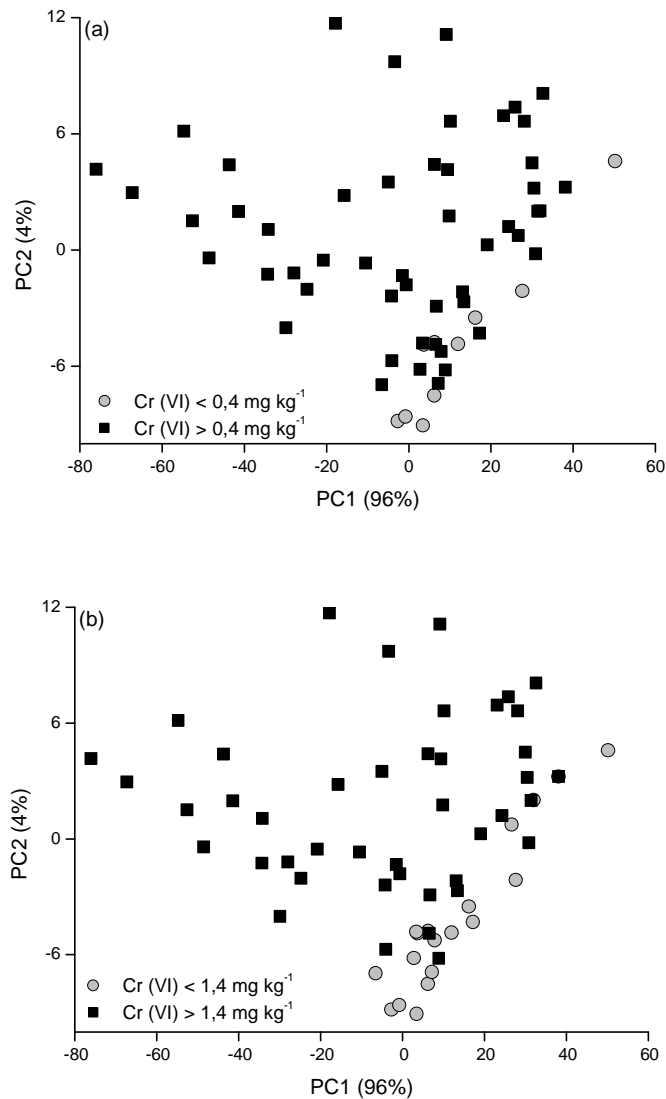 (a)
12
6
0
-6
PC2 (4%)
Cr (VI) < 0,4 mg kg⁻¹
Cr (VI) > 0,4 mg kg⁻¹
-80 -60 -40 -20 0 20 40 60
PC1 (96%)
(b)
12
6
0
-6
PC2 (4%)
Cr (VI) < 1,4 mg kg⁻¹
Cr (VI) > 1,4 mg kg⁻¹
-80 -60 -40 -20 0 20 40 60
PC1 (96%)